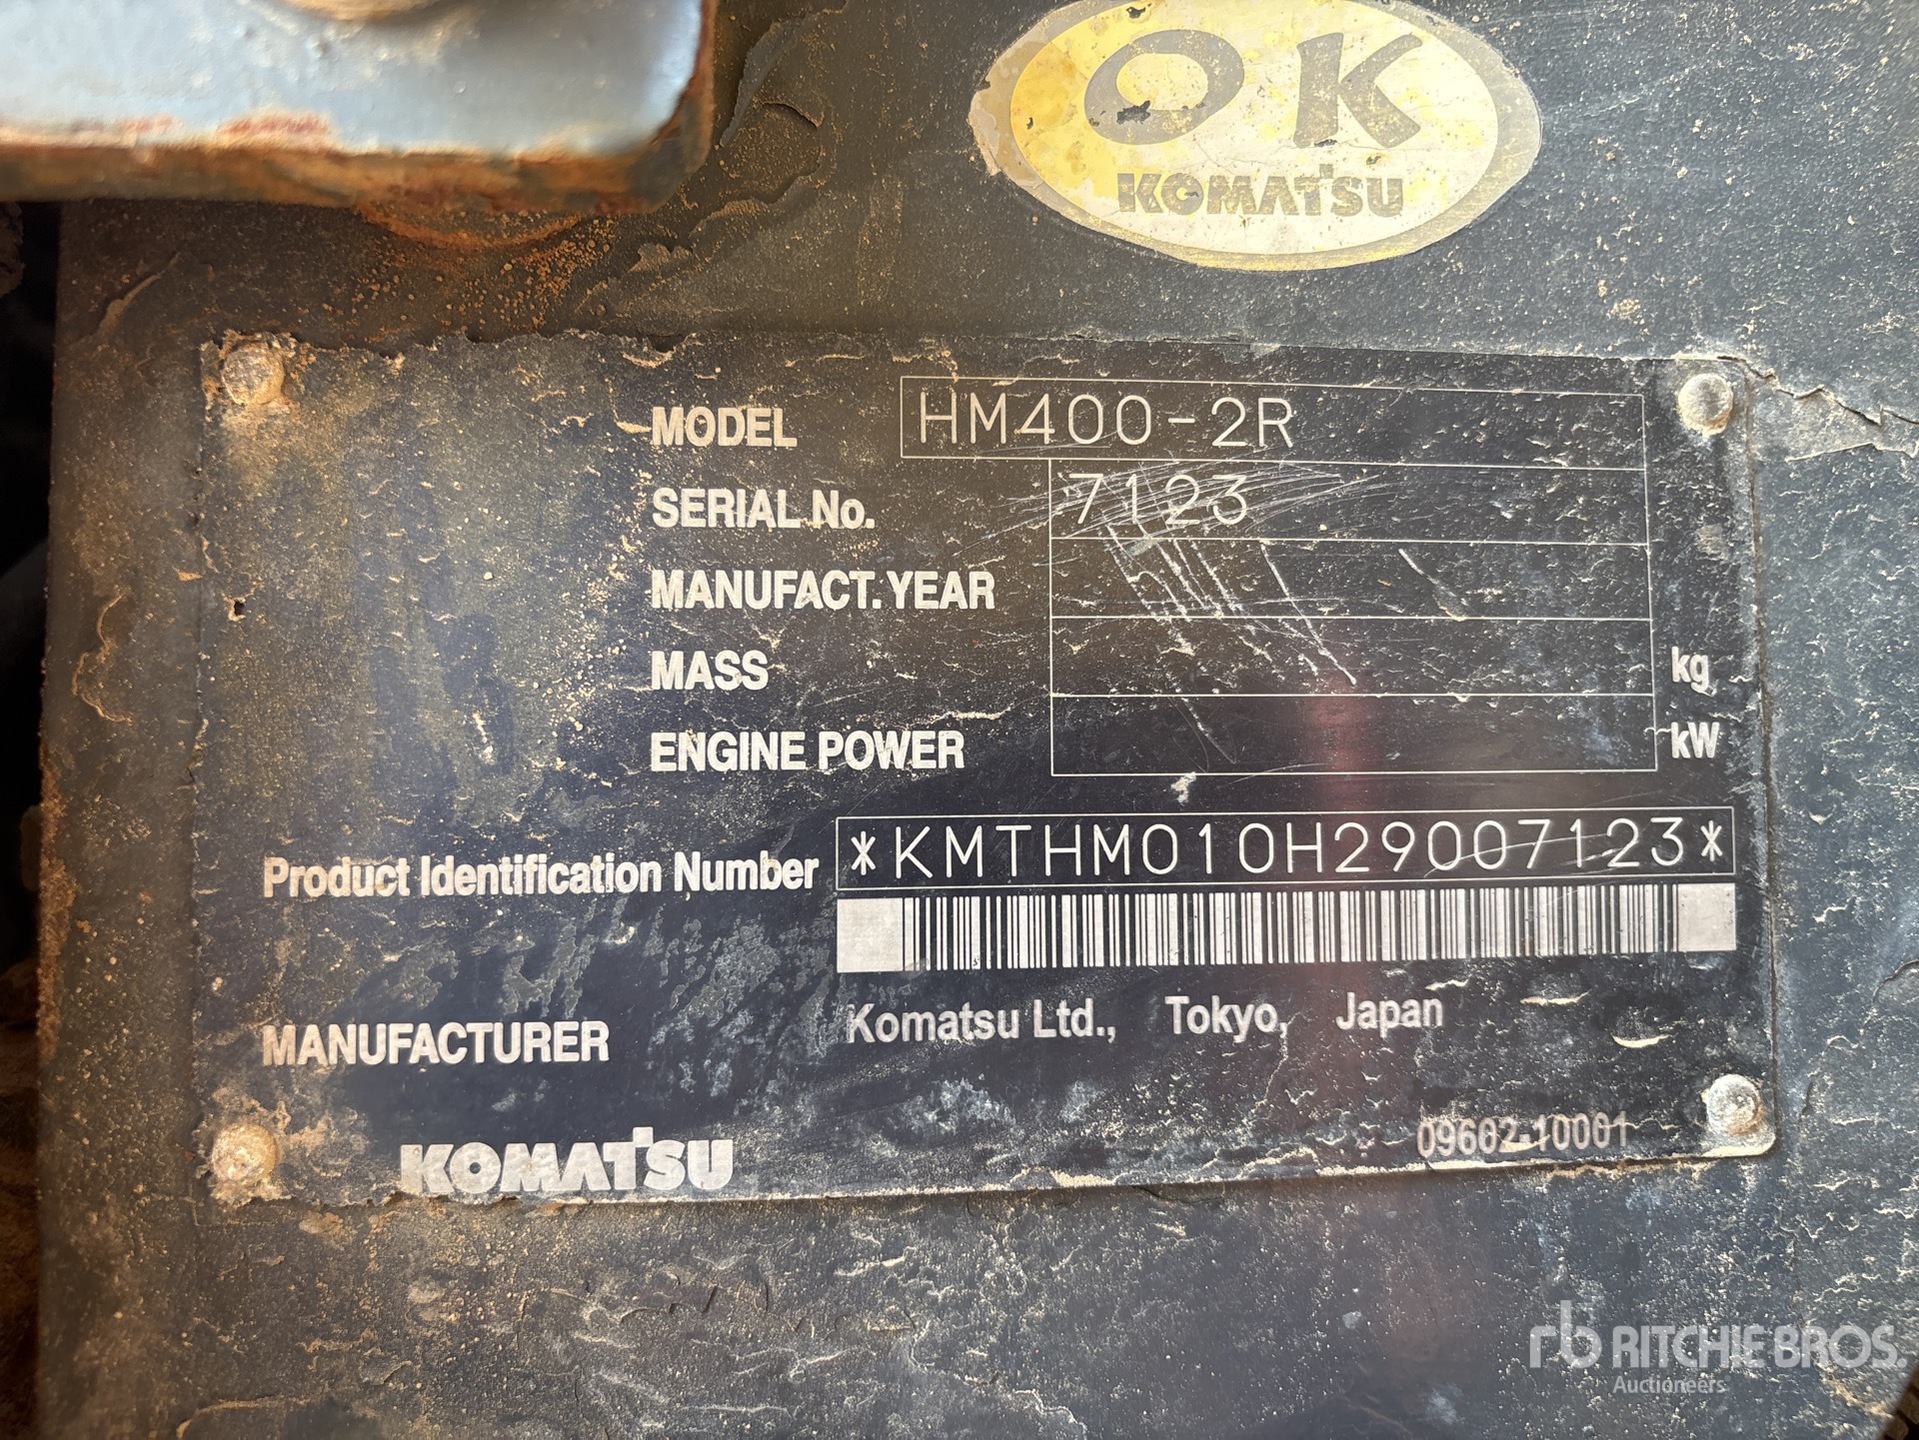 OK
KOMATSU
MODEL HM400-2R
SERIAL No. 7123
MANUFACT. YEAR
MASS kg
ENGINE POWER kW
Product Identification Number *KMTHM010H29007123*
MANUFACTURER Komatsu Ltd., Tokyo, Japan
KOMATSU 09602-10001
rb RITCHIE BROS.
Auctioneers